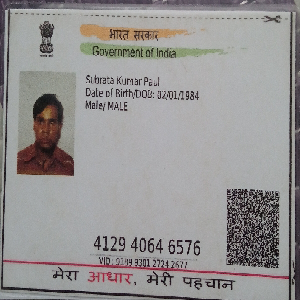 भारत सरकार
Government of India
Subrata Kumar Paul
Date of Birth/DOB: 02/01/1984
Male/ MALE
4129 4064 6576
VID: 9149 9301 2724 2677
मेरा आधार, मेरी पहचान